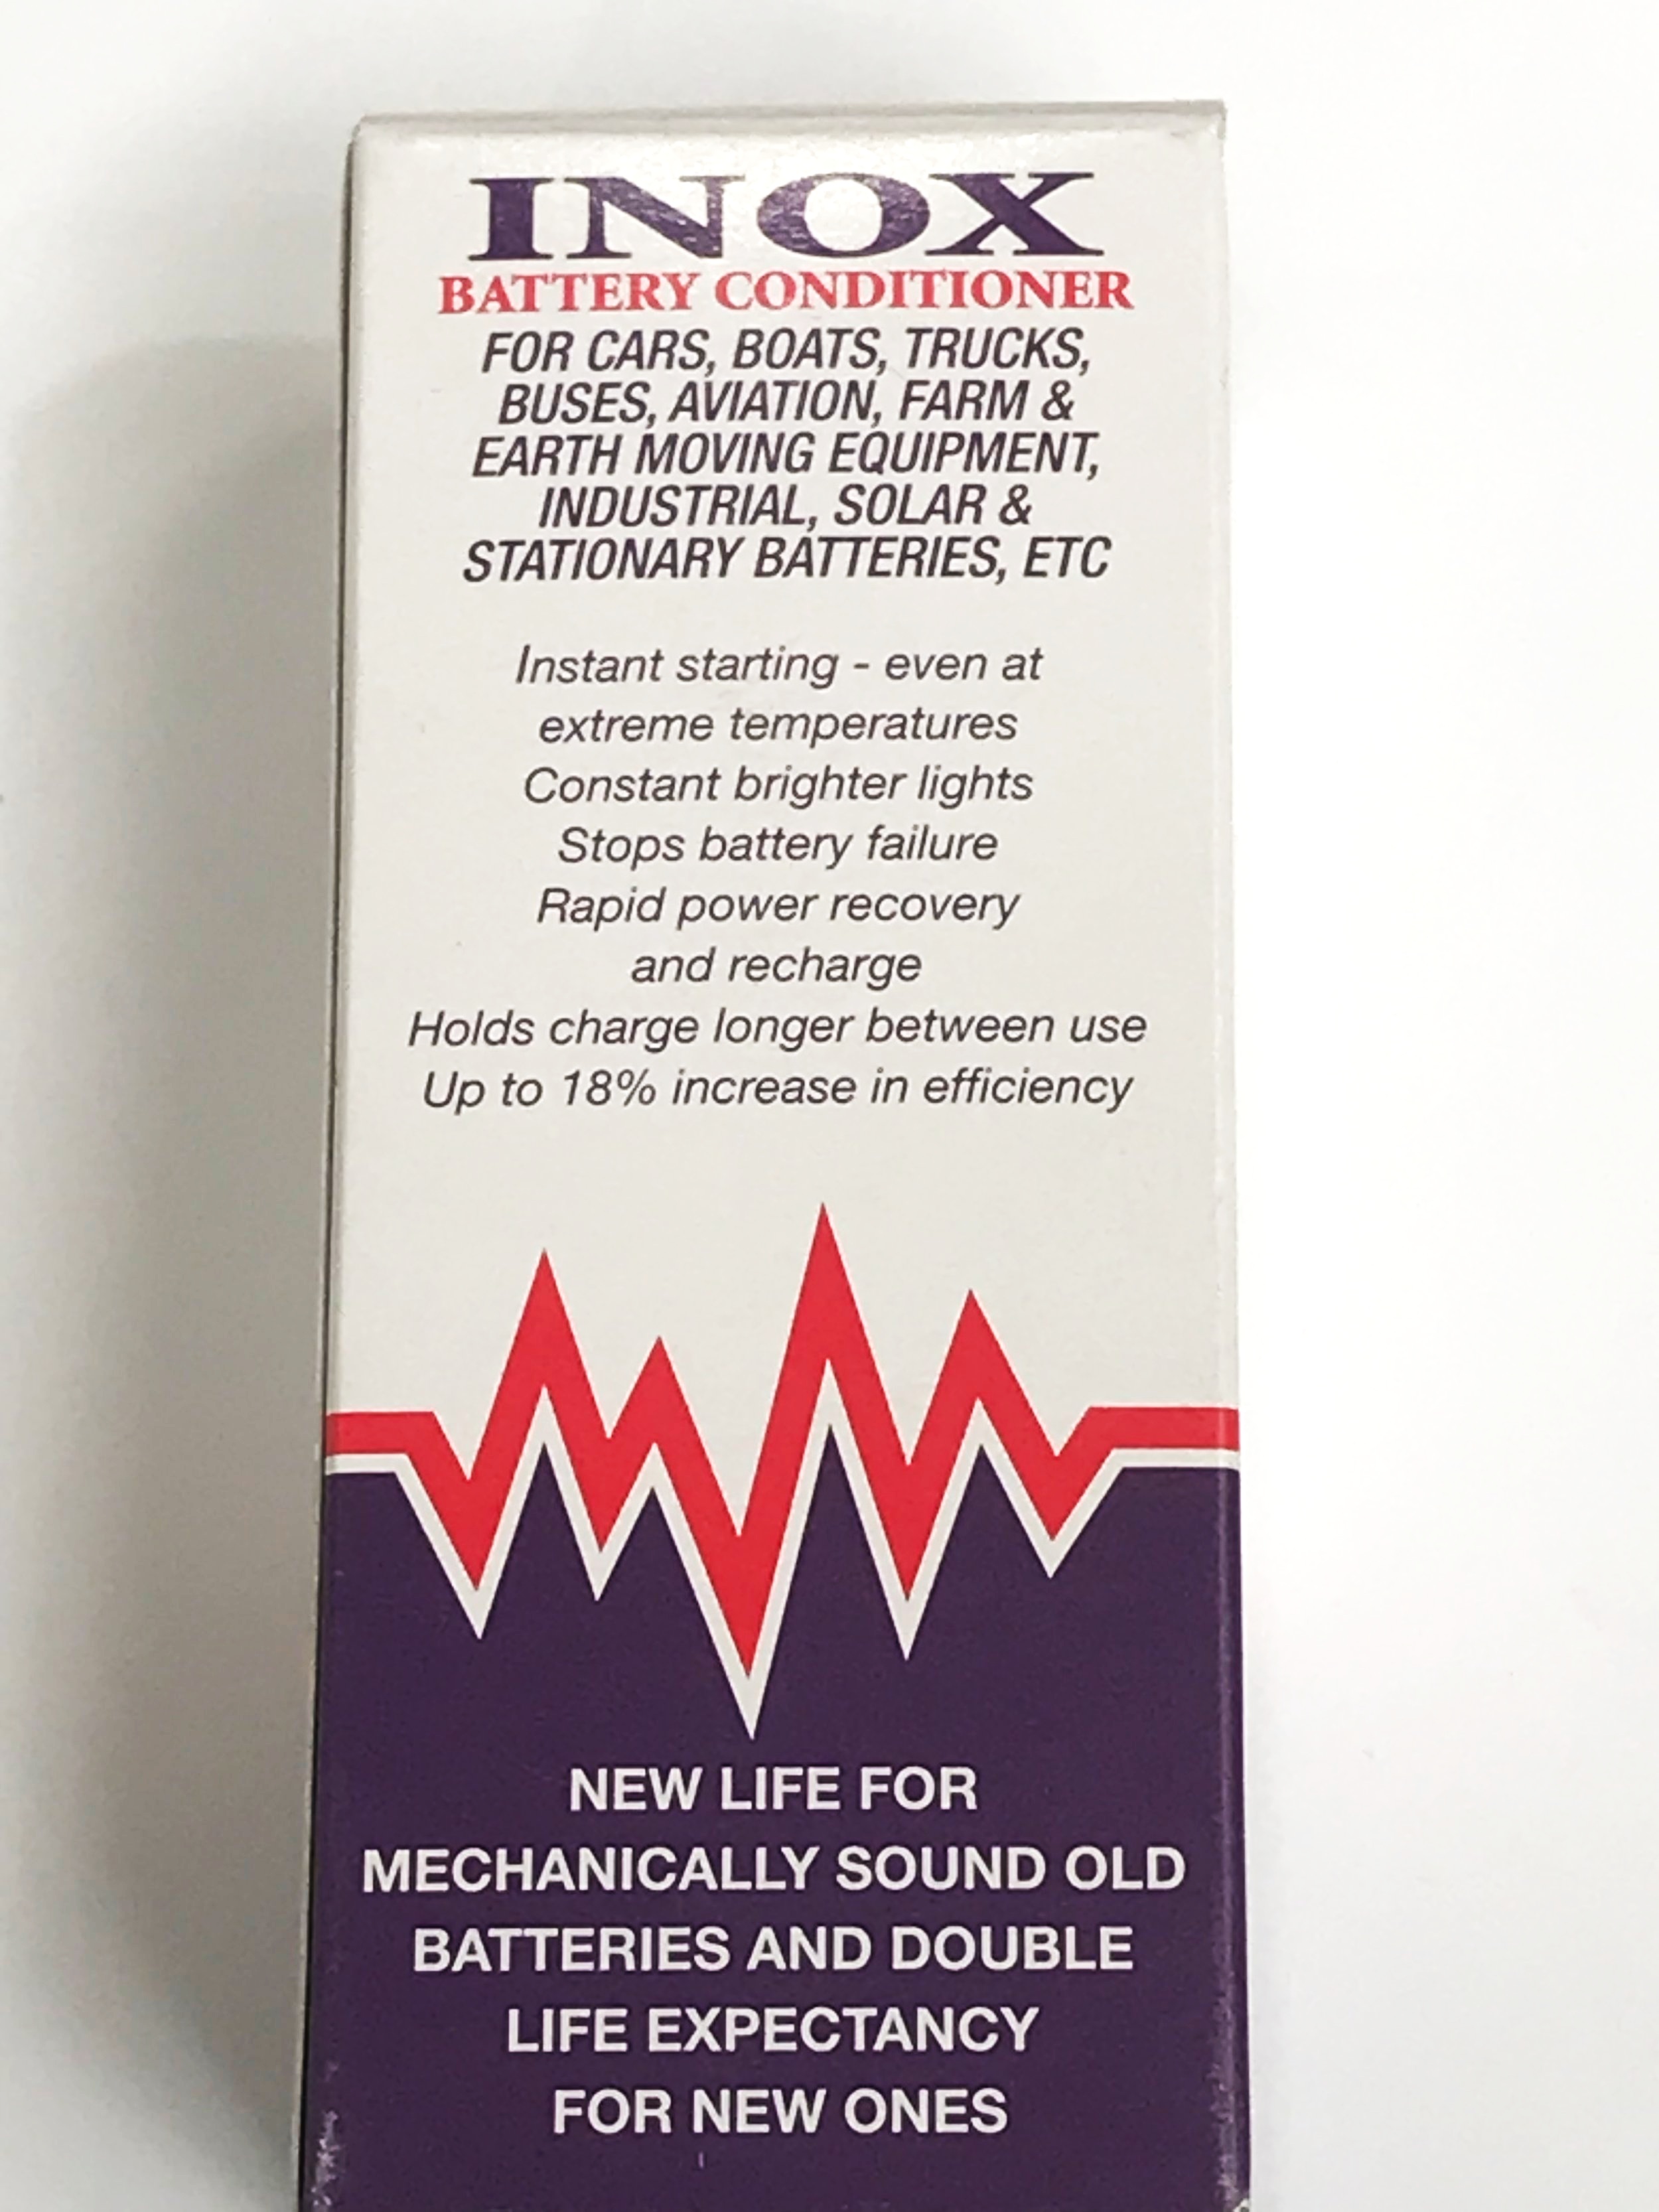 INOX
BATTERY CONDITIONER
FOR CARS, BOATS, TRUCKS,
BUSES, AVIATION, FARM &
EARTH MOVING EQUIPMENT,
INDUSTRIAL, SOLAR &
STATIONARY BATTERIES, ETC
Instant starting - even at
extreme temperatures
Constant brighter lights
Stops battery failure
Rapid power recovery
and recharge
Holds charge longer between use
Up to 18% increase in efficiency
NEW LIFE FOR
MECHANICALLY SOUND OLD
BATTERIES AND DOUBLE
LIFE EXPECTANCY
FOR NEW ONES